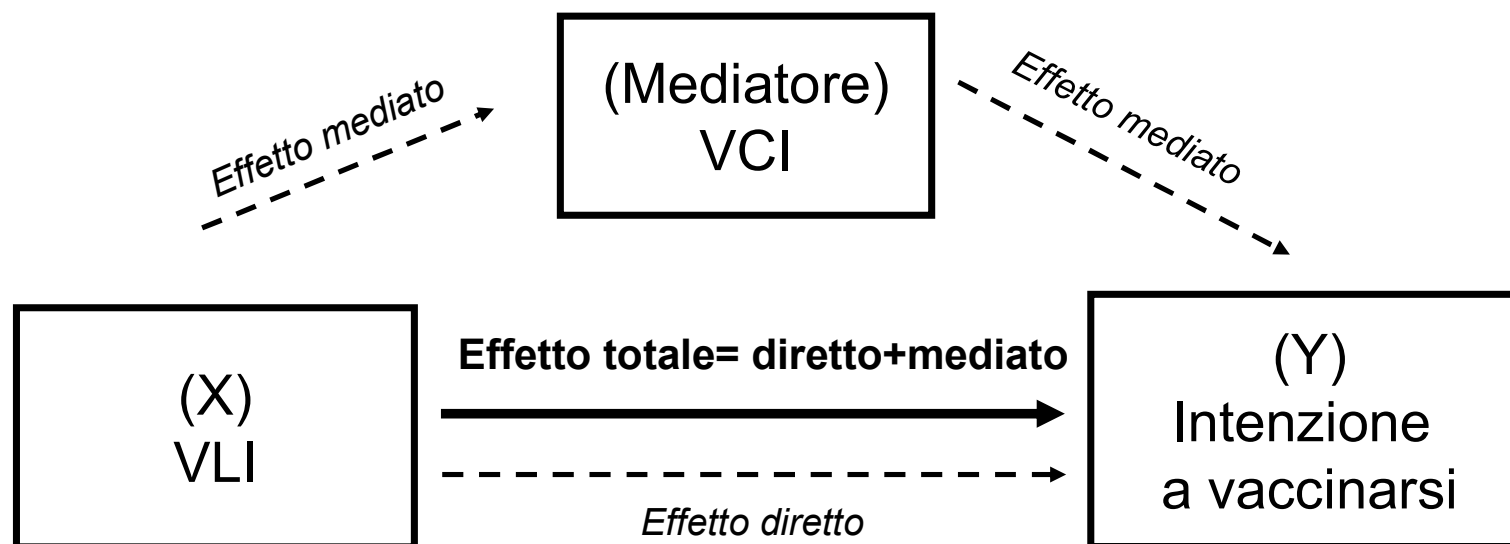 (Mediatore)
VCI
Effetto mediato
Effetto mediato
(X)
VLI
Effetto totale= diretto+mediato
Effetto diretto
(Y)
Intenzione
a vaccinarsi